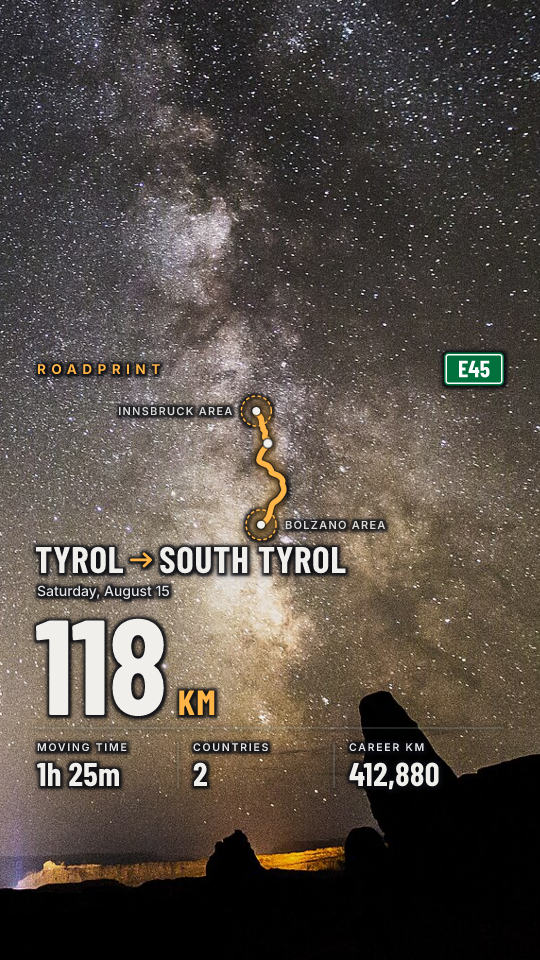 ROADPRINT
E45
INNSBRUCK AREA
BOLZANO AREA
TYROL → SOUTH TYROL
Saturday, August 15
118 KM
MOVING TIME
1h 25m
COUNTRIES
2
CAREER KM
412,880